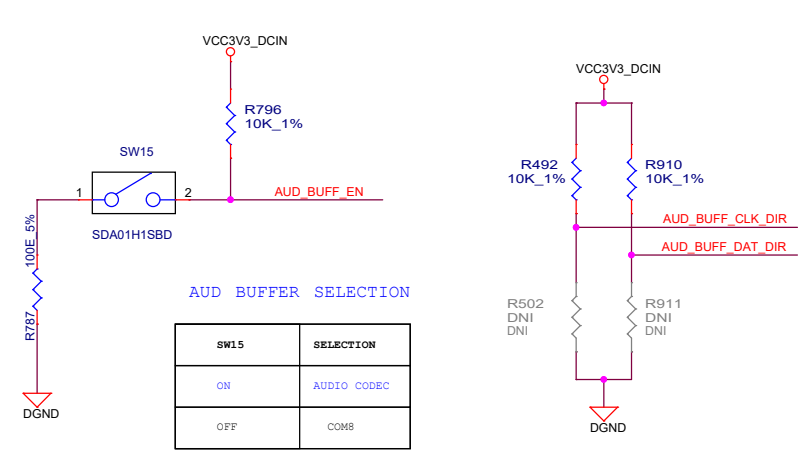 VCC3V3_DCIN
R796
10K_1%
SW15
1
2
AUD_BUFF_EN
SDA01H1SBD
100E_5%
R787
DGND
AUD BUFFER SELECTION
SW15 SELECTION
ON AUDIO CODEC
OFF COM8
VCC3V3_DCIN
R492
10K_1%
R910
10K_1%
AUD_BUFF_CLK_DIR
AUD_BUFF_DAT_DIR
R502
DNI
DNI
R911
DNI
DNI
DGND